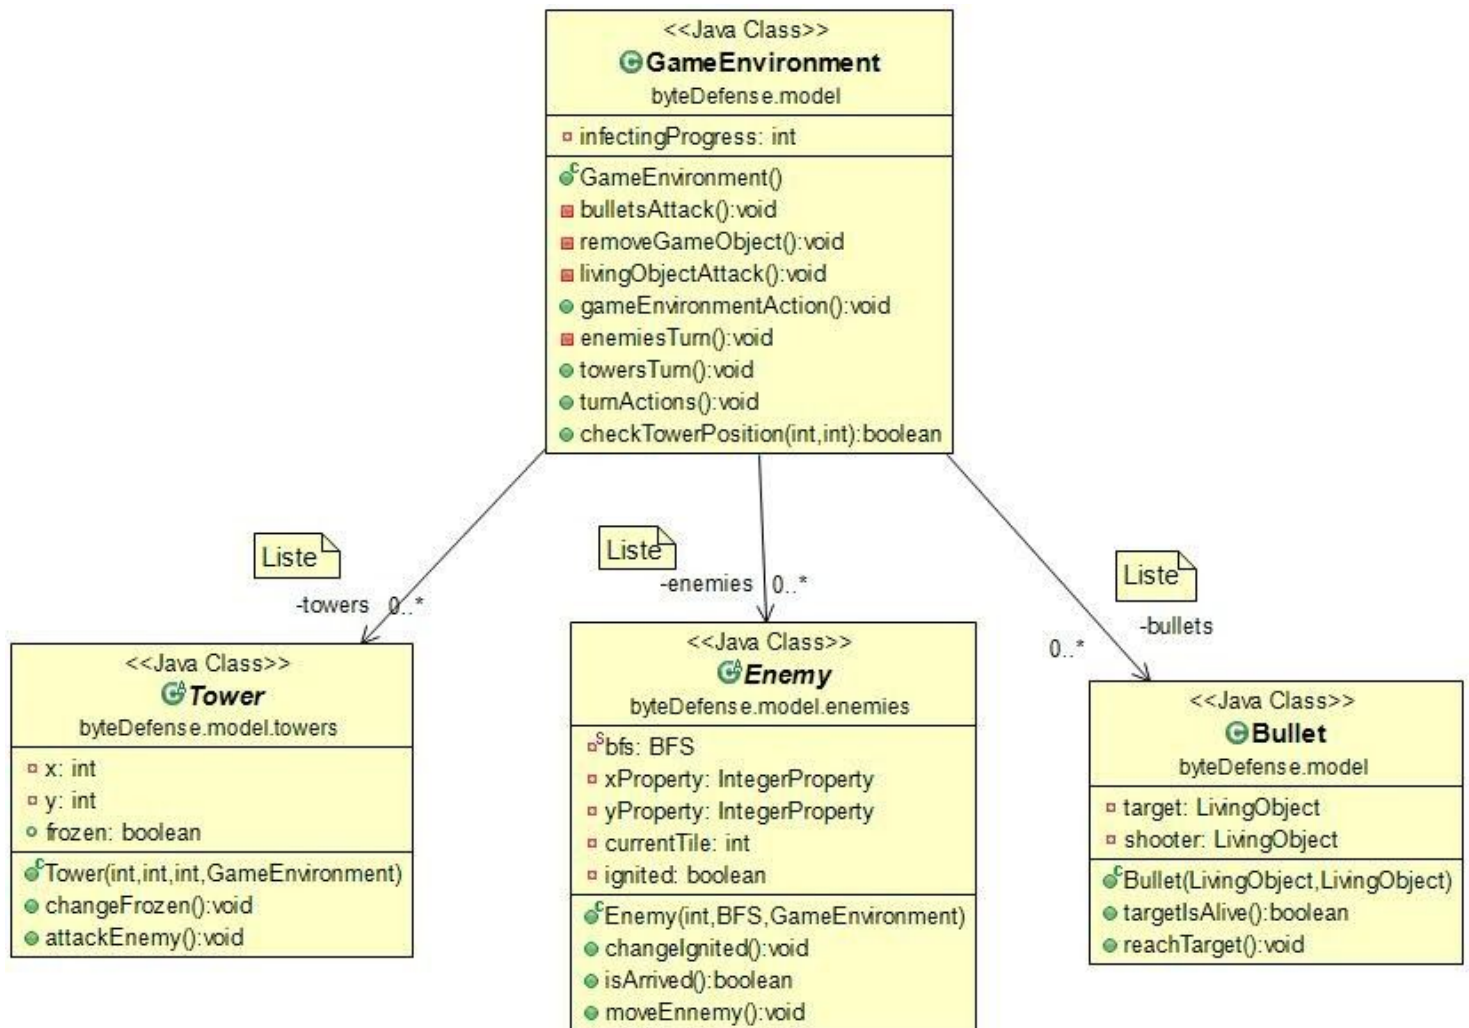 <<Java Class>>
GameEnvironment
byteDefense.model
infectingProgress: int
GameEnvironment()
bulletsAttack():void
removeGameObject():void
livingObjectAttack():void
gameEnvironmentAction():void
enemiesTurn():void
towersTurn():void
turnActions():void
checkTowerPosition(int,int):boolean
Liste
-towers 0..*
Liste
-enemies 0..*
Liste
-bullets
0..*
<<Java Class>>
Tower
byteDefense.model.towers
x: int
y: int
frozen: boolean
Tower(int,int,int,GameEnvironment)
changeFrozen():void
attackEnemy():void
<<Java Class>>
Enemy
byteDefense.model.enemies
bfs: BFS
xProperty: IntegerProperty
yProperty: IntegerProperty
currentTile: int
ignited: boolean
Enemy(int,BFS,GameEnvironment)
changeIgnited():void
isArrived():boolean
moveEnnemy():void
<<Java Class>>
Bullet
byteDefense.model
target: LivingObject
shooter: LivingObject
Bullet(LivingObject,LivingObject)
targetIsAlive():boolean
reachTarget():void